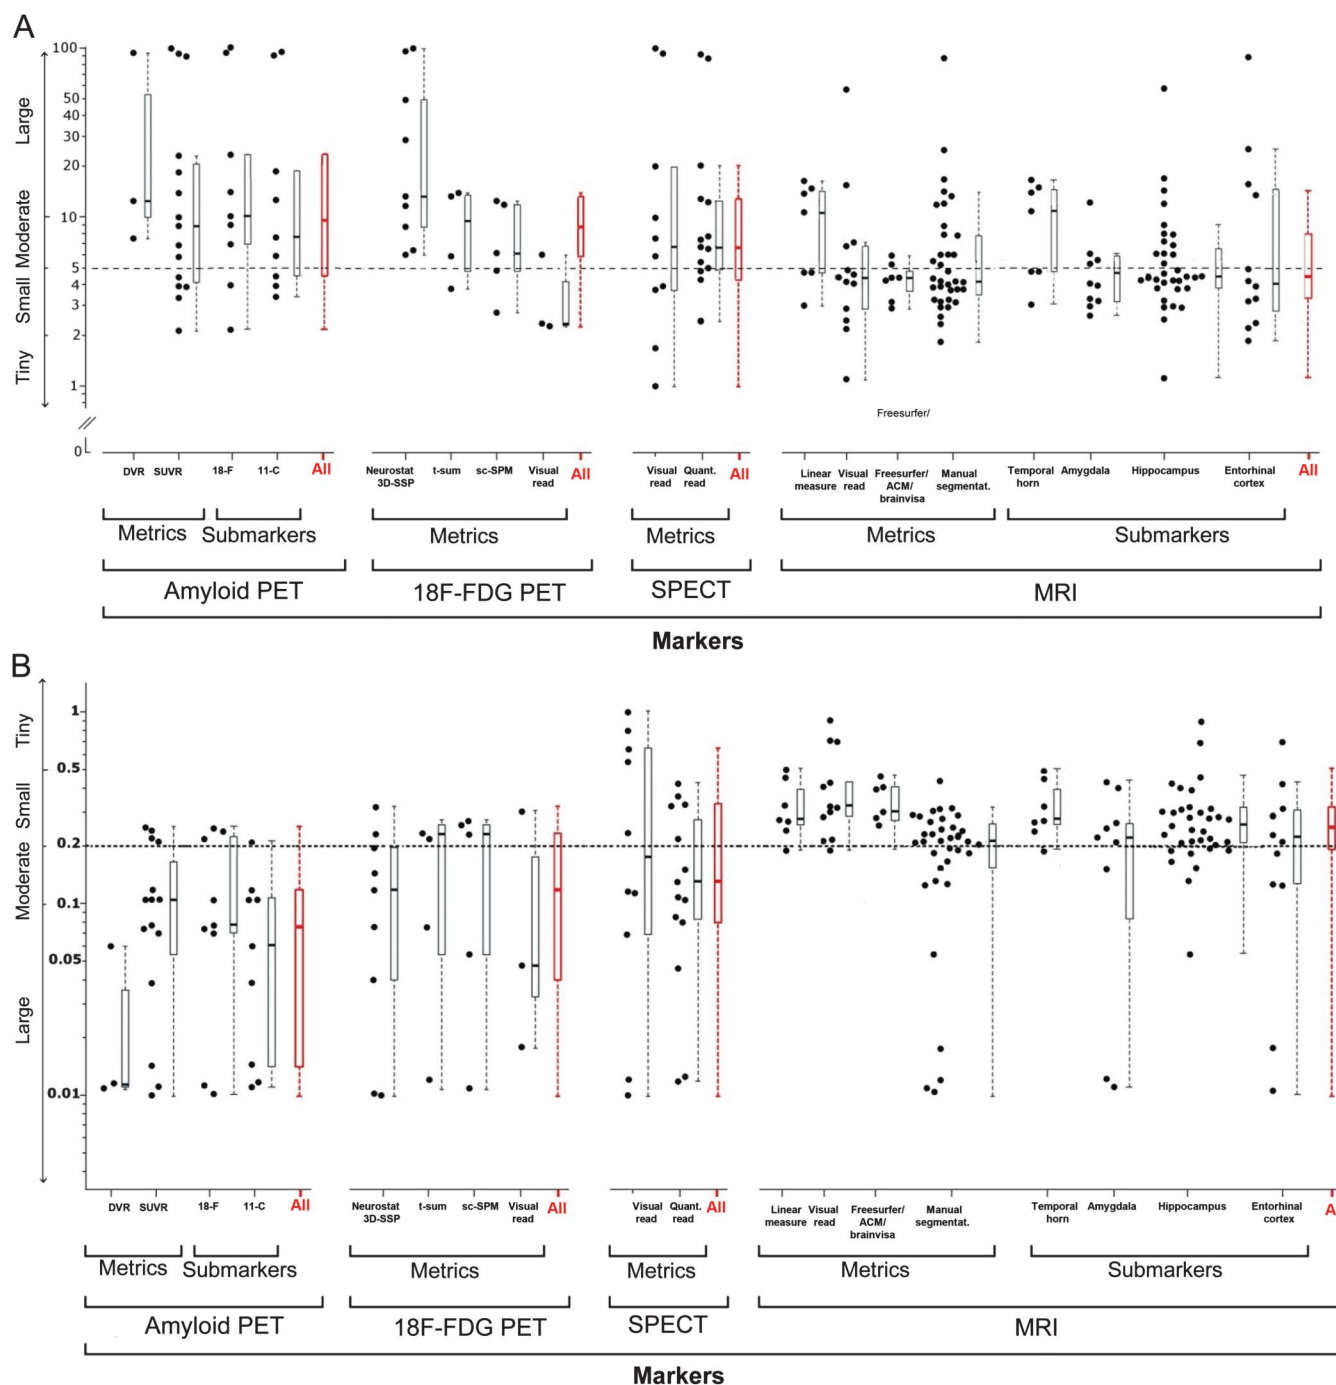 A
100
50
40
30
20
10
5
4
3
2
1
0
Large
Moderate
Small
Tiny
Freesurfer/
DVR SUVR 18-F 11-C All
Neurostat 3D-SSP t-sum sc-SPM Visual read All
Visual read Quant. read All
Linear measure Visual read Freesurfer/ ACM/ brainvisa Manual segmentat.
Temporal horn Amygdala Hippocampus Entorhinal cortex All
Metrics Submarkers Metrics Metrics Metrics Submarkers
Amyloid PET 18F-FDG PET SPECT MRI
Markers
B
1
0.5
0.2
0.1
0.05
0.01
Tiny
Small
Moderate
Large
DVR SUVR 18-F 11-C All
Neurostat 3D-SSP t-sum sc-SPM Visual read All
Visual read Quant. read All
Linear measure Visual read Freesurfer/ ACM/ brainvisa Manual segmentat.
Temporal horn Amygdala Hippocampus Entorhinal cortex A
Metrics Submarkers Metrics Metrics Metrics Submarkers
Amyloid PET 18F-FDG PET SPECT MRI
Markers